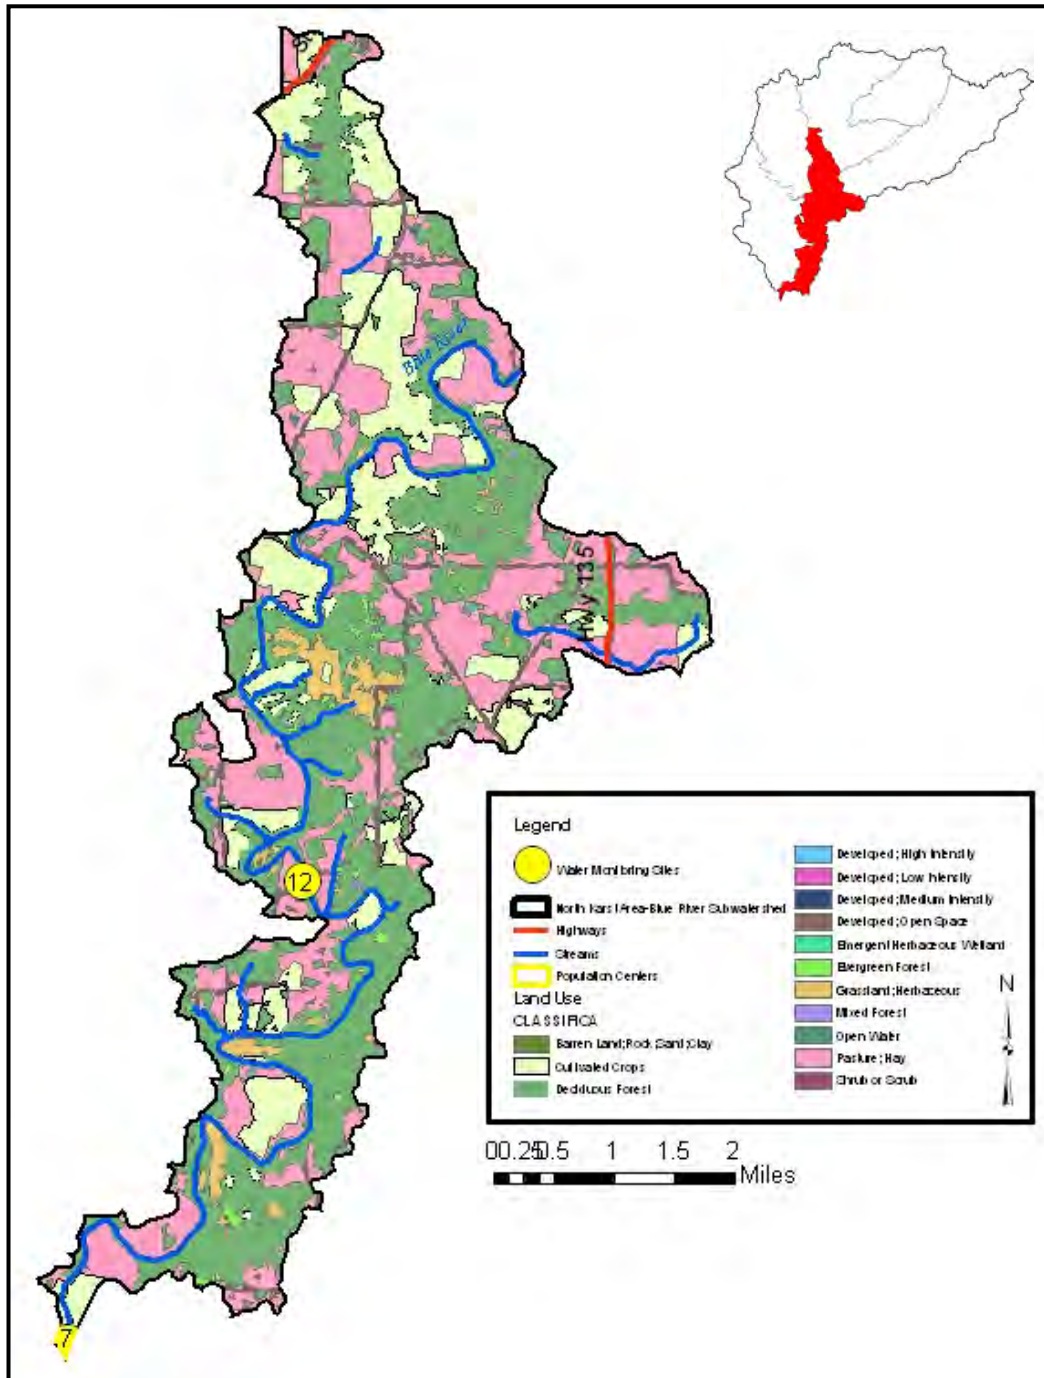 Blue River
HWY 135
12
7
Legend
Water Monitoring Sites
North Karst Area-Blue River Subwatershed
Highways
Streams
Population Centers
Land Use
CLASSIFICA
Barren Land; Rock; Sand; Clay
Cultivated Crops
Deciduous Forest
Developed; High Intensity
Developed; Low Intensity
Developed; Medium Intensity
Developed; Open Space
Emergent Herbaceous Wetland
Evergreen Forest
Grassland; Herbaceous
Mixed Forest
Open Water
Pasture; Hay
Shrub or Scrub
N
0 0.25 0.5 1 1.5 2
Miles